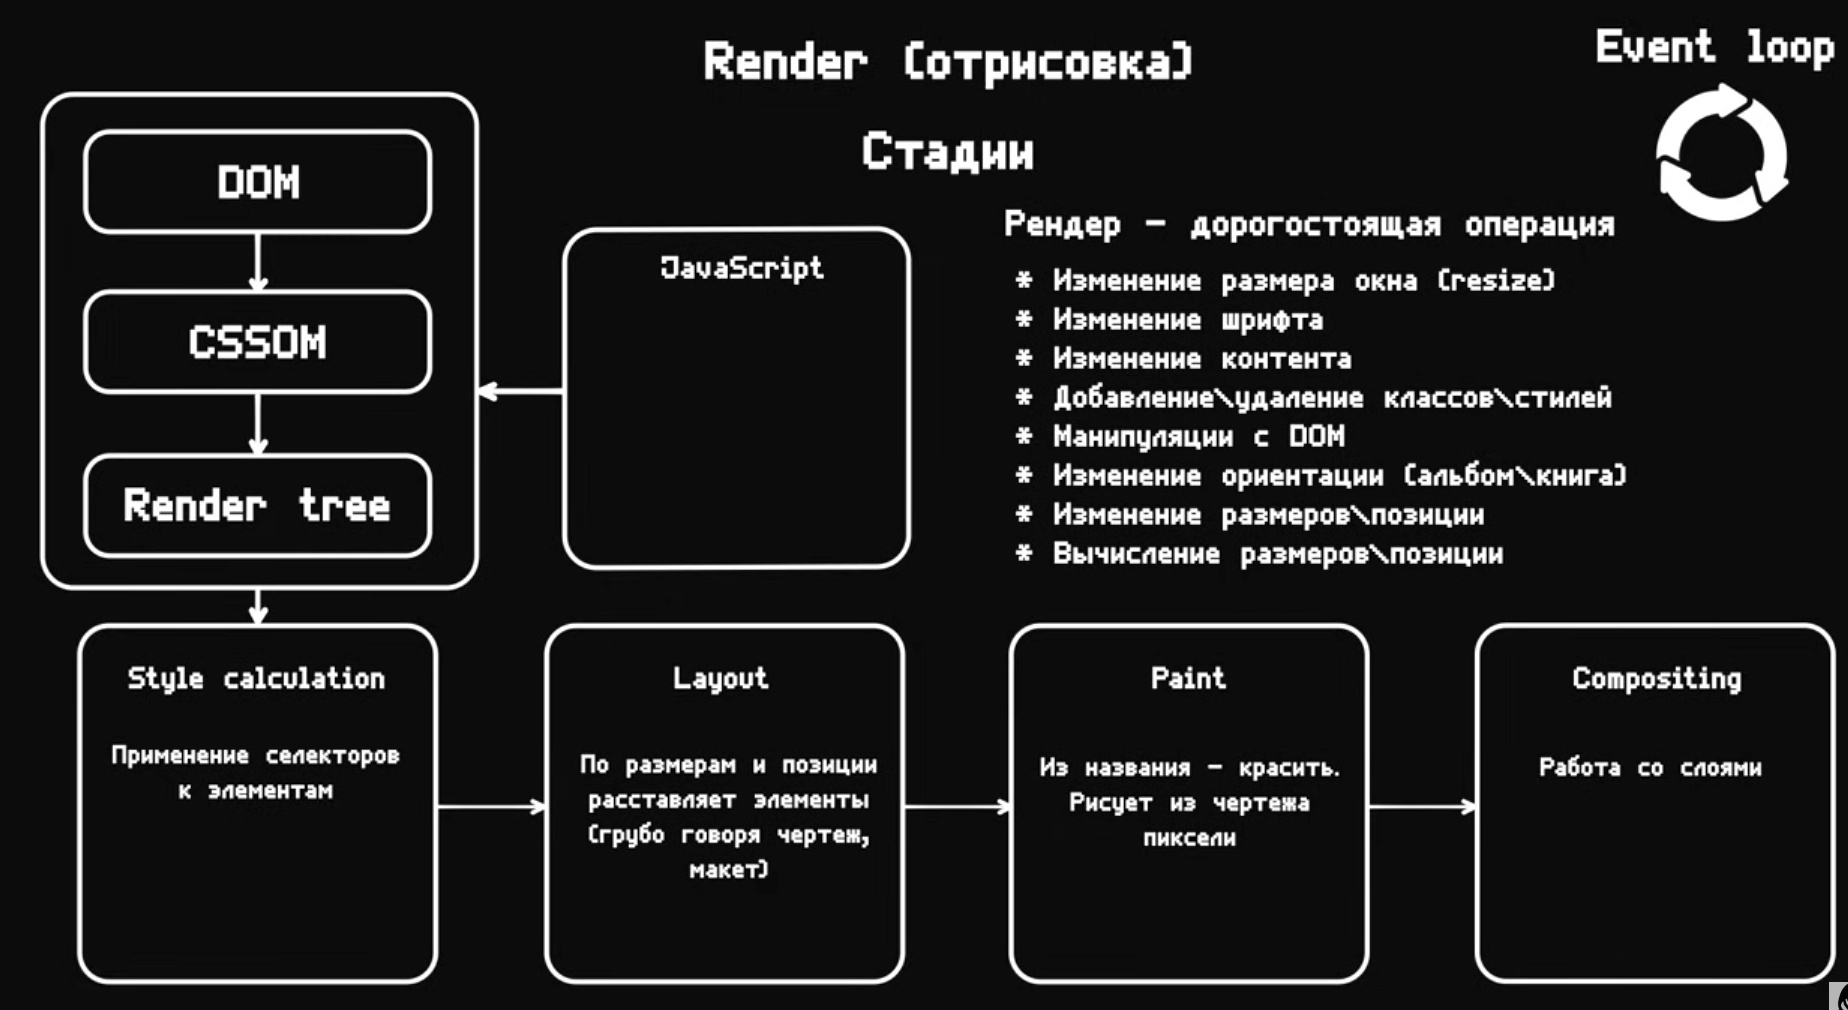 Render (отрисовка)
Event loop
Стадии
DOM
CSSOM
Render tree
JavaScript
Рендер - дорогостоящая операция
* Изменение размера окна (resize)
* Изменение шрифта
* Изменение контента
* Добавление\удаление классов\стилей
* Манипуляции с DOM
* Изменение ориентации (альбом\книга)
* Изменение размеров\позиции
* Вычисление размеров\позиции
Style calculation
Применение селекторов
к элементам
Layout
По размерам и позиции
расставляет элементы
(грубо говоря чертеж,
макет)
Paint
Из названия - красить.
Рисует из чертежа
пиксели
Compositing
Работа со слоями